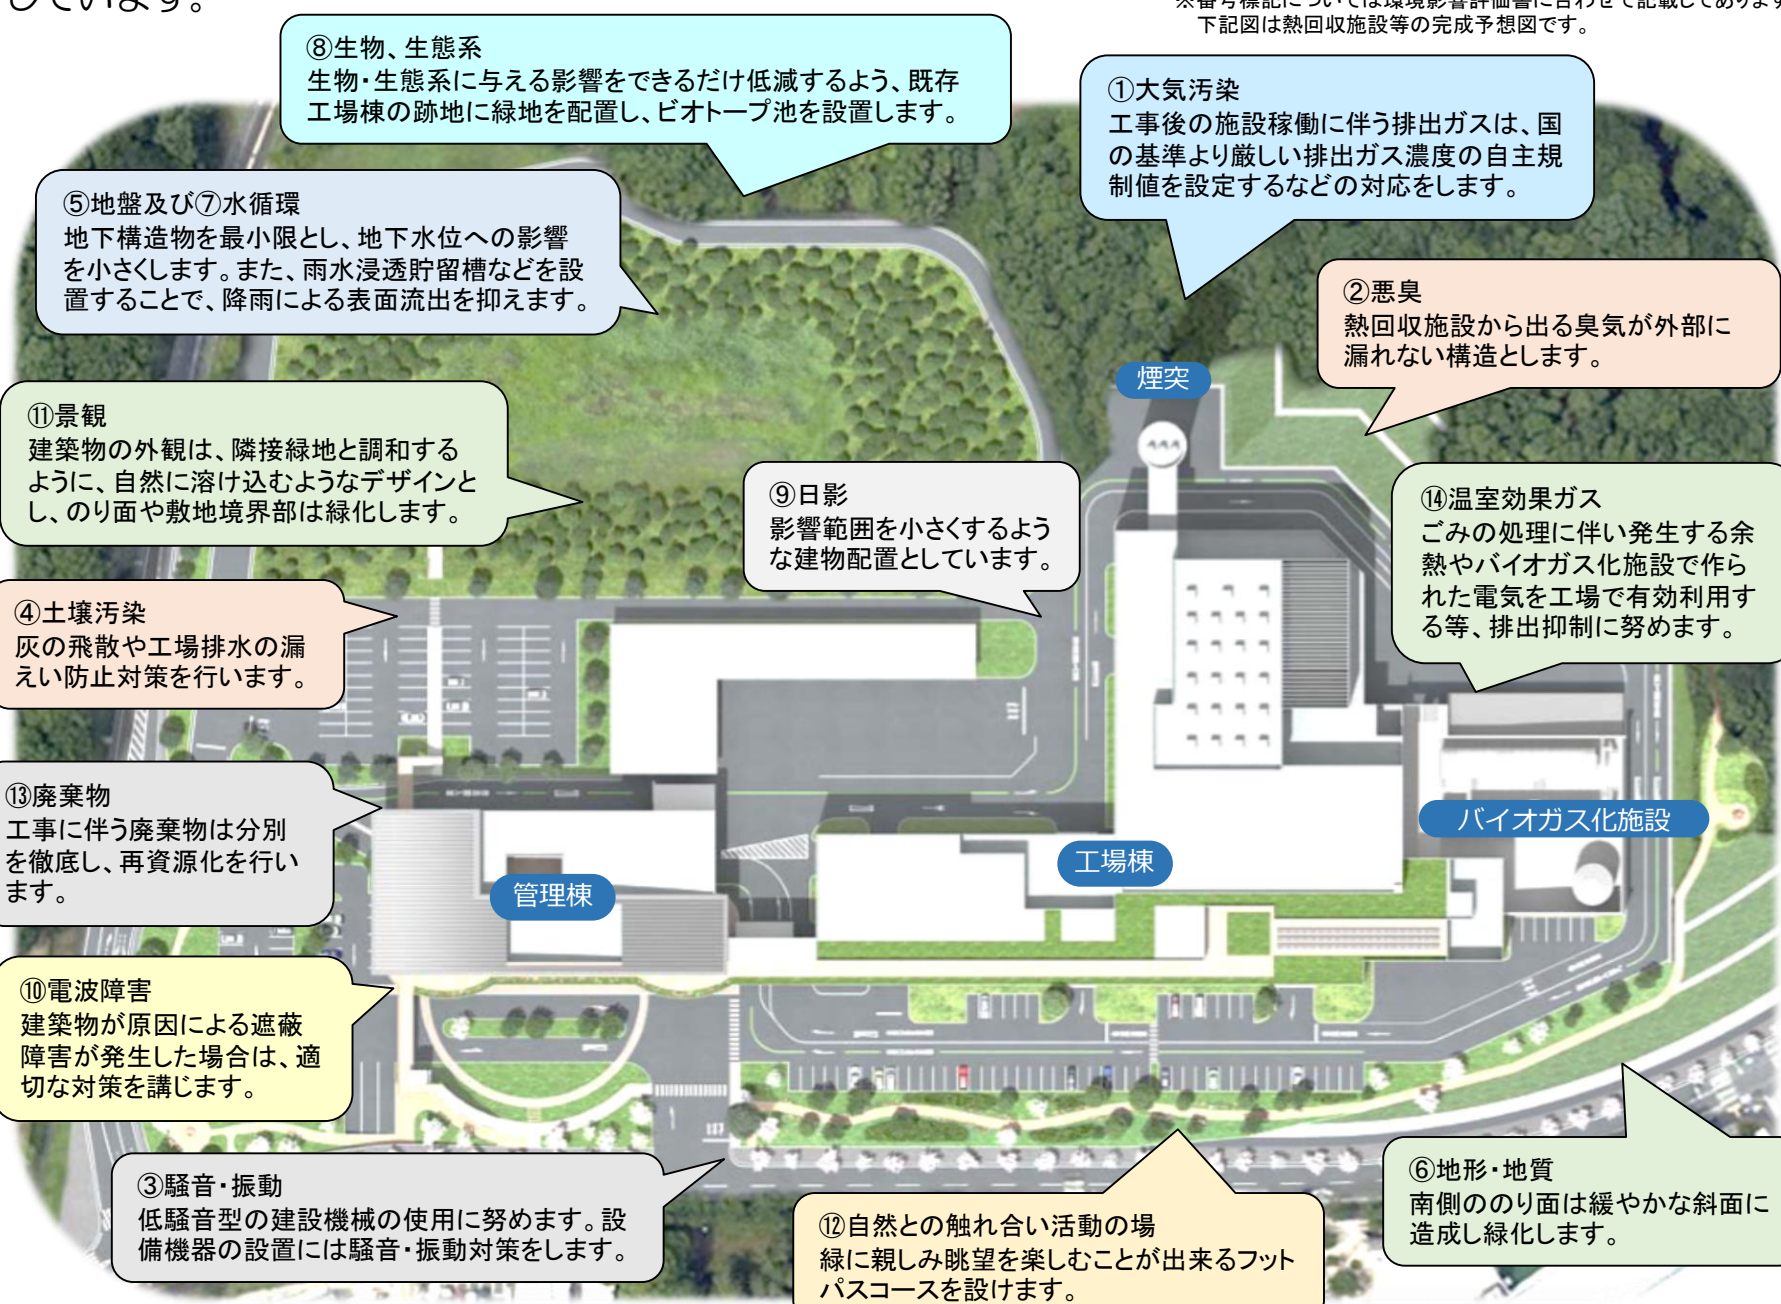 しています。
※番号標記については環境影響評価書に合わせて記載してあります
下記図は熱回収施設等の完成予想図です。
⑧生物、生態系
生物・生態系に与える影響をできるだけ低減するよう、既存
工場棟の跡地に緑地を配置し、ビオトープ池を設置します。
①大気汚染
工事後の施設稼働に伴う排出ガスは、国
の基準より厳しい排出ガス濃度の自主規
制値を設定するなどの対応をします。
⑤地盤及び⑦水循環
地下構造物を最小限とし、地下水位への影響
を小さくします。また、雨水浸透貯留槽などを設
置することで、降雨による表面流出を抑えます。
②悪臭
熱回収施設から出る臭気が外部に
漏れない構造とします。
煙突
⑪景観
建築物の外観は、隣接緑地と調和する
ように、自然に溶け込むようなデザインと
し、のり面や敷地境界部は緑化します。
⑨日影
影響範囲を小さくするよう
な建物配置としています。
⑭温室効果ガス
ごみの処理に伴い発生する余
熱やバイオガス化施設で作ら
れた電気を工場で有効利用す
る等、排出抑制に努めます。
④土壌汚染
灰の飛散や工場排水の漏
えい防止対策を行います。
⑬廃棄物
工事に伴う廃棄物は分別
を徹底し、再資源化を行い
ます。
バイオガス化施設
工場棟
管理棟
⑩電波障害
建築物が原因による遮蔽
障害が発生した場合は、適
切な対策を講じます。
③騒音・振動
低騒音型の建設機械の使用に努めます。設
備機器の設置には騒音・振動対策をします。
⑫自然との触れ合い活動の場
緑に親しみ眺望を楽しむことが出来るフット
パスコースを設けます。
⑥地形・地質
南側ののり面は緩やかな斜面に
造成し緑化します。